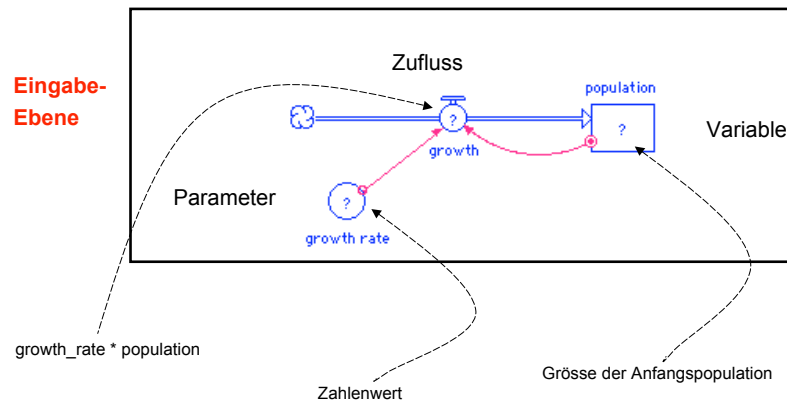 Eingabe-
Ebene
Zufluss
population
?
?
Variable
growth
Parameter
?
growth rate
growth_rate * population
Zahlenwert
Grösse der Anfangspopulation